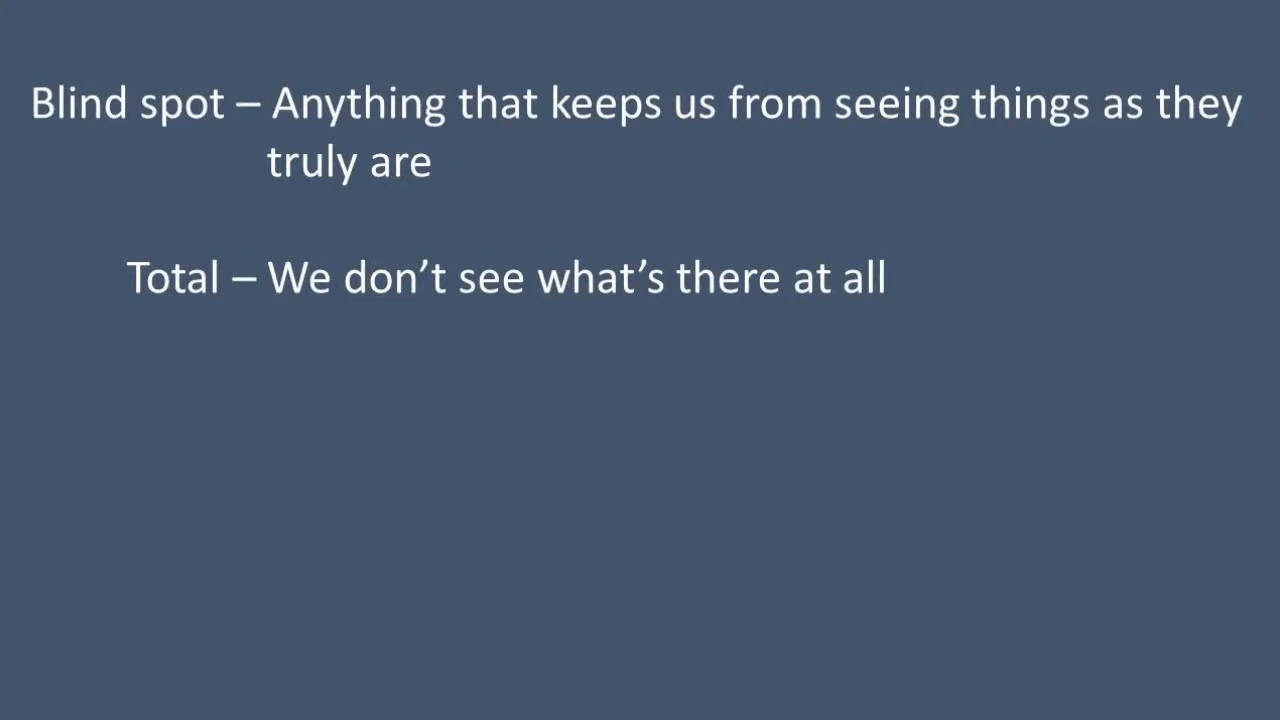 Blind spot – Anything that keeps us from seeing things as they
truly are
Total – We don’t see what’s there at all